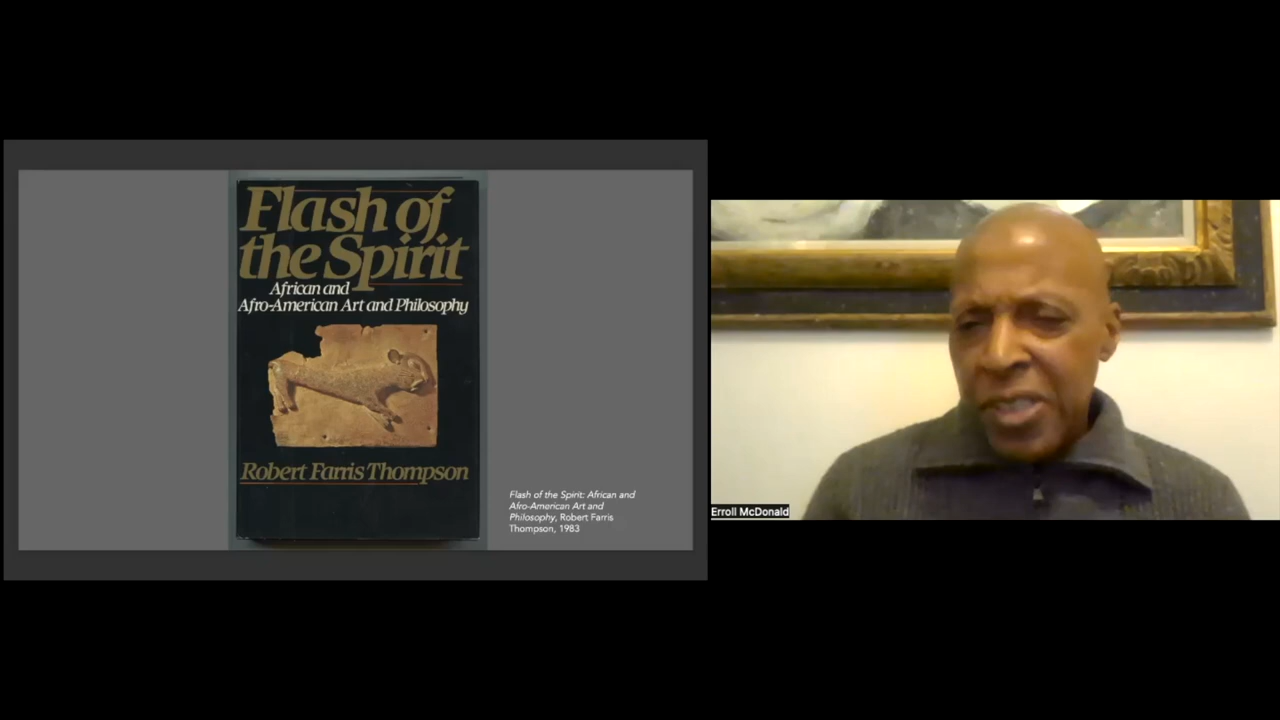 Flash of
the Spirit
African and
Afro-American Art and Philosophy
Robert Farris Thompson
Flash of the Spirit: African and
Afro-American Art and
Philosophy, Robert Farris
Thompson, 1983
Erroll McDonald